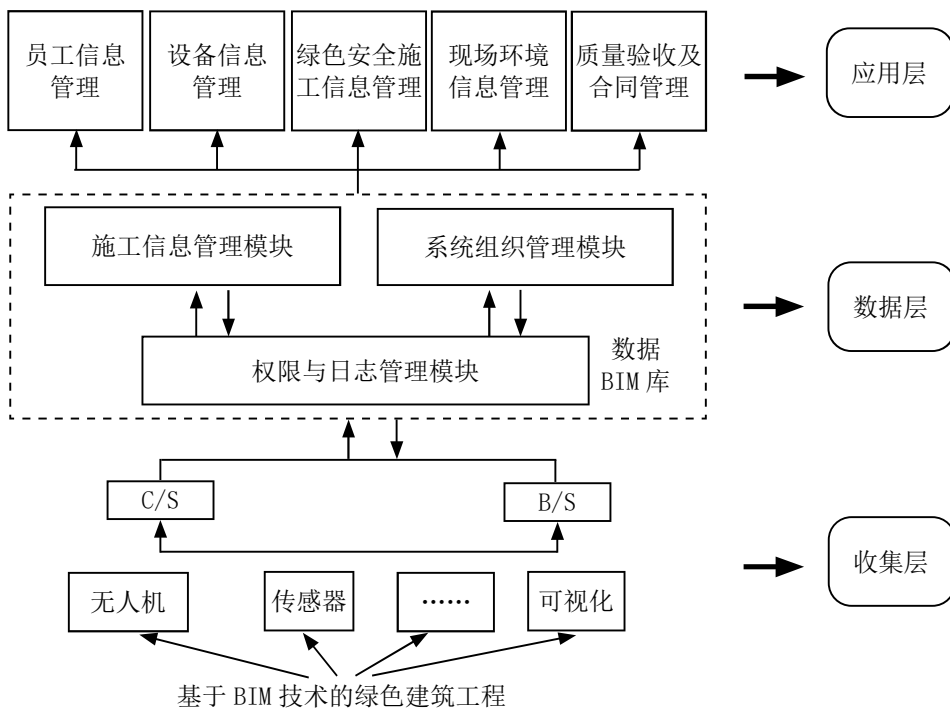 员工信息
管理
设备信息
管理
绿色安全施
工信息管理
现场环境
信息管理
质量验收及
合同管理
应用层
施工信息管理模块
系统组织管理模块
权限与日志管理模块
数据
BIM 库
数据层
C/S
B/S
收集层
无人机
传感器
……
可视化
基于 BIM 技术的绿色建筑工程